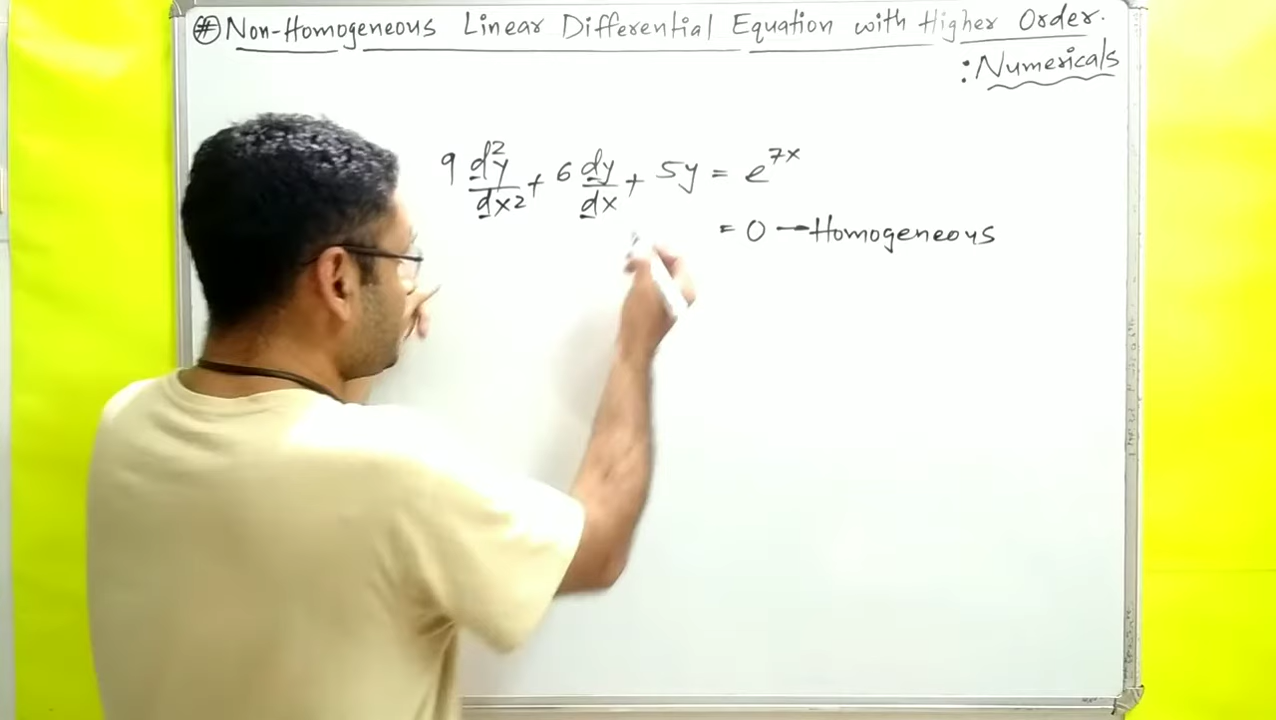 # Non-Homogeneous Linear Differential Equation with Higher Order.
: Numericals
9 d²y/dx² + 6 dy/dx + 5y = e^7x
= 0 → Homogeneous